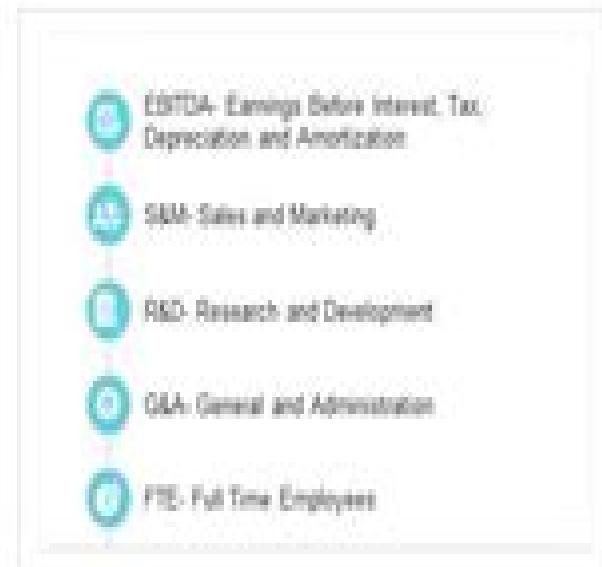 EBITDA- Earnings Before Interest, Tax,
Depreciation and Amortization
S&M- Sales and Marketing
R&D- Research and Development
G&A- General and Administration
FTE- Full Time Employees